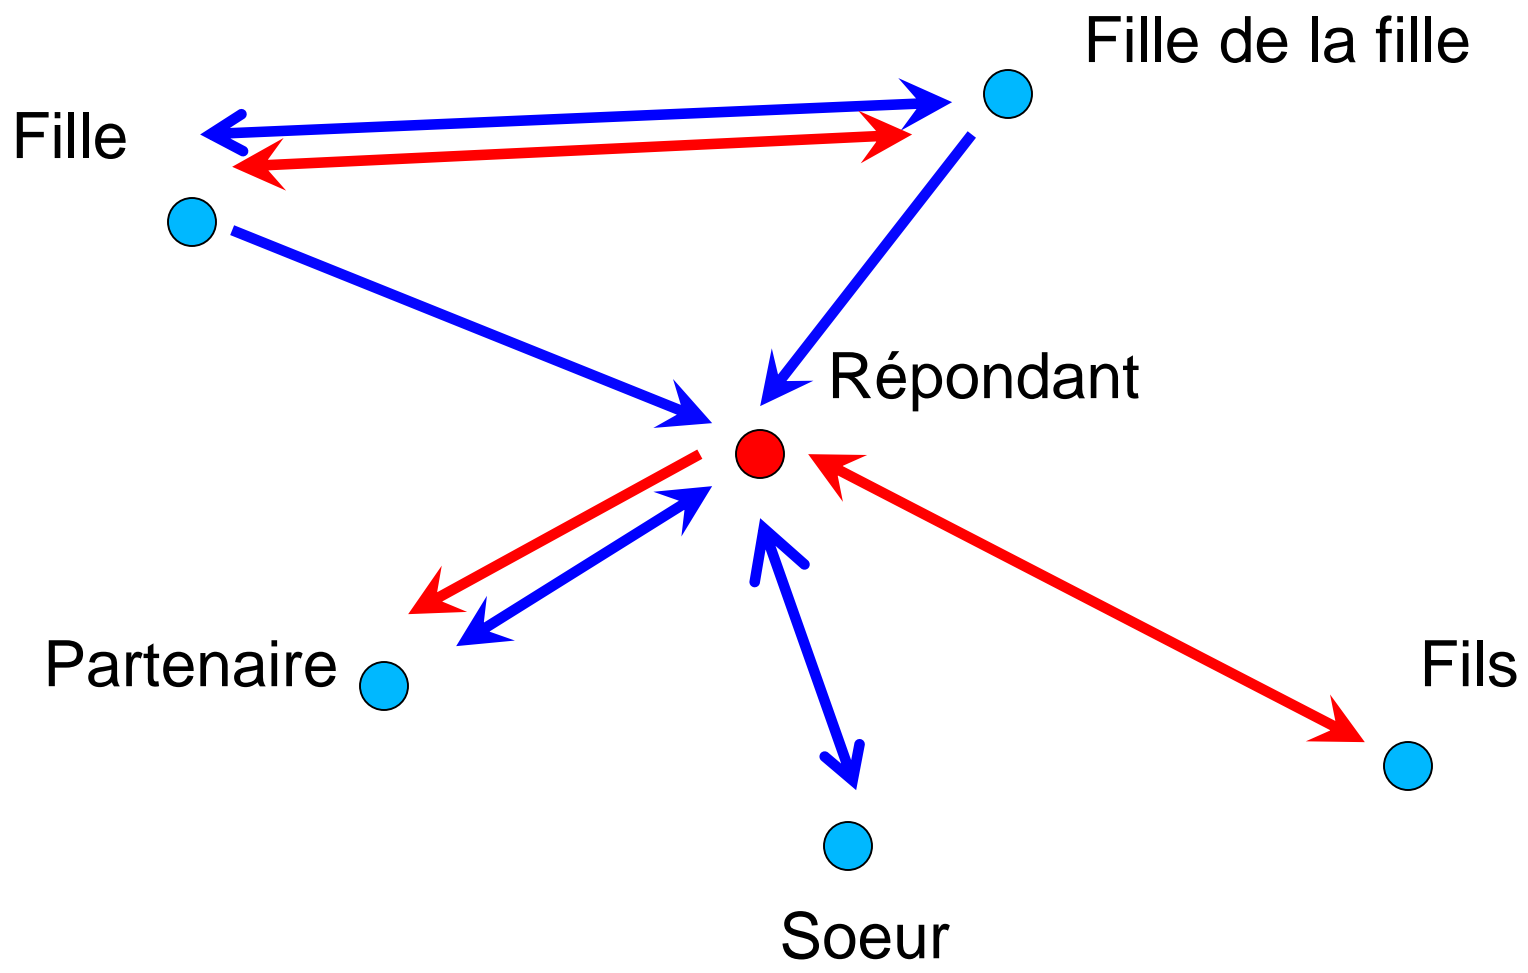 Fille de la fille
Fille
Répondant
Partenaire
Fils
Soeur